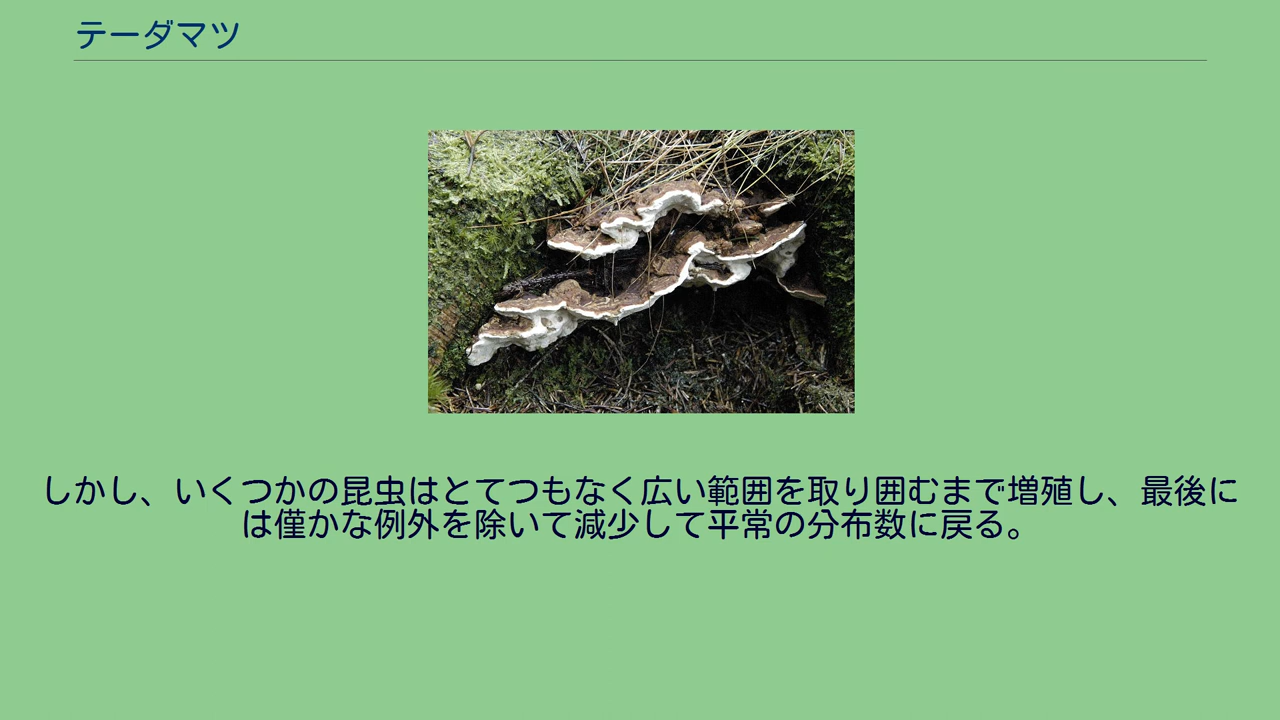 テーダマツ
しかし、いくつかの昆虫はとてつもなく広い範囲を取り囲むまで増殖し、最後に
は僅かな例外を除いて減少して平常の分布数に戻る。